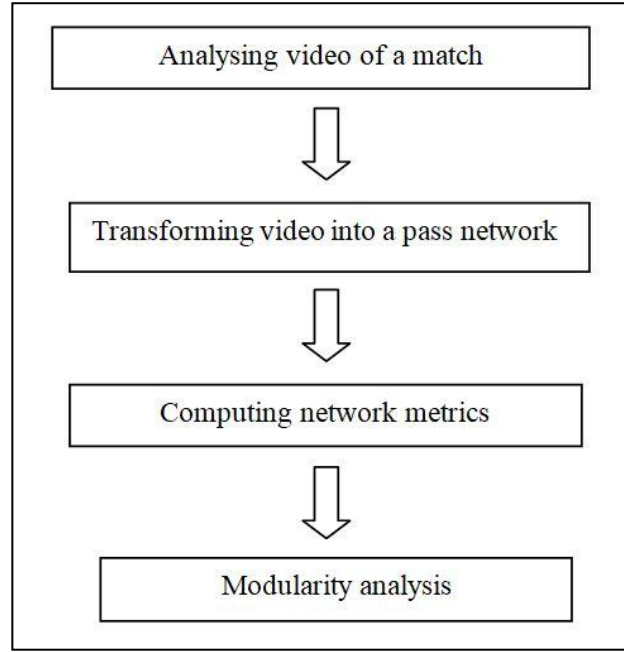 Analysing video of a match
Transforming video into a pass network
Computing network metrics
Modularity analysis